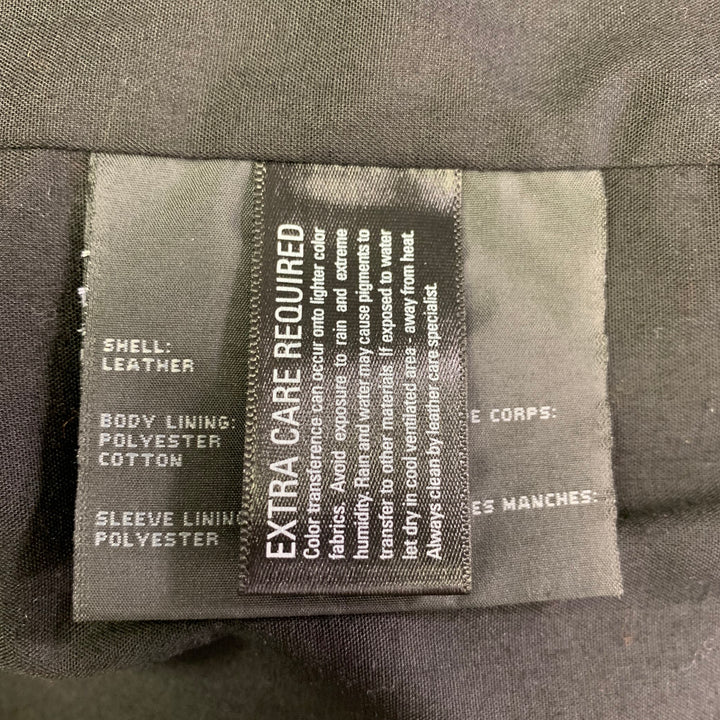 SHELL:
LEATHER
BODY LINING:
POLYESTER
COTTON
SLEEVE LINING
POLYESTER
EXTRA CARE REQUIRED
Color transference can occur onto lighter color
fabrics. Avoid exposure to rain and extreme
humidity. Rain and water may cause pigments to
transfer to other materials. If exposed to water
let dry in cool ventilated area - away from heat.
Always clean by leather care specialist.
E CORPS:
ES MANCHES: